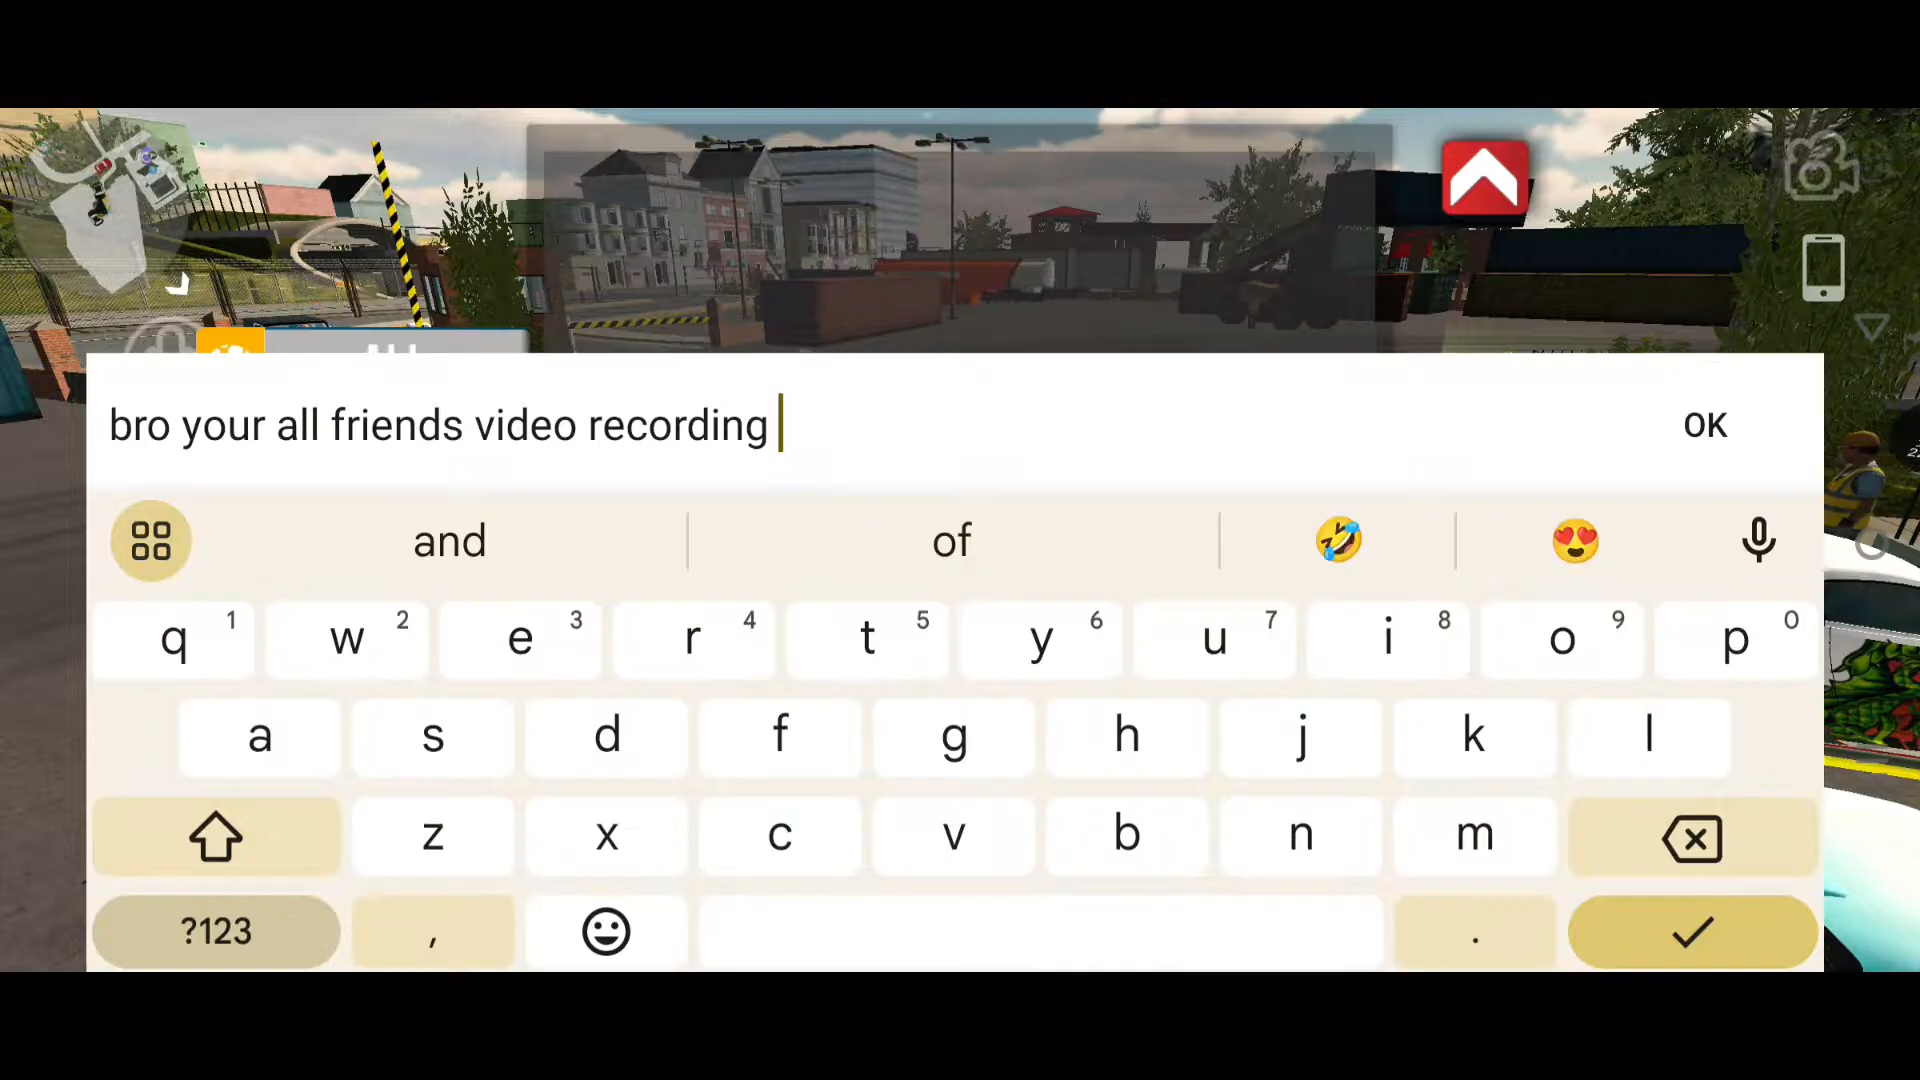 bro your all friends video recording
OK
and of
q 1 w 2 e 3 r 4 t 5 y 6 u 7 i 8 o 9 p 0
a s d f g h j k l
z x c v b n m
?123 , .